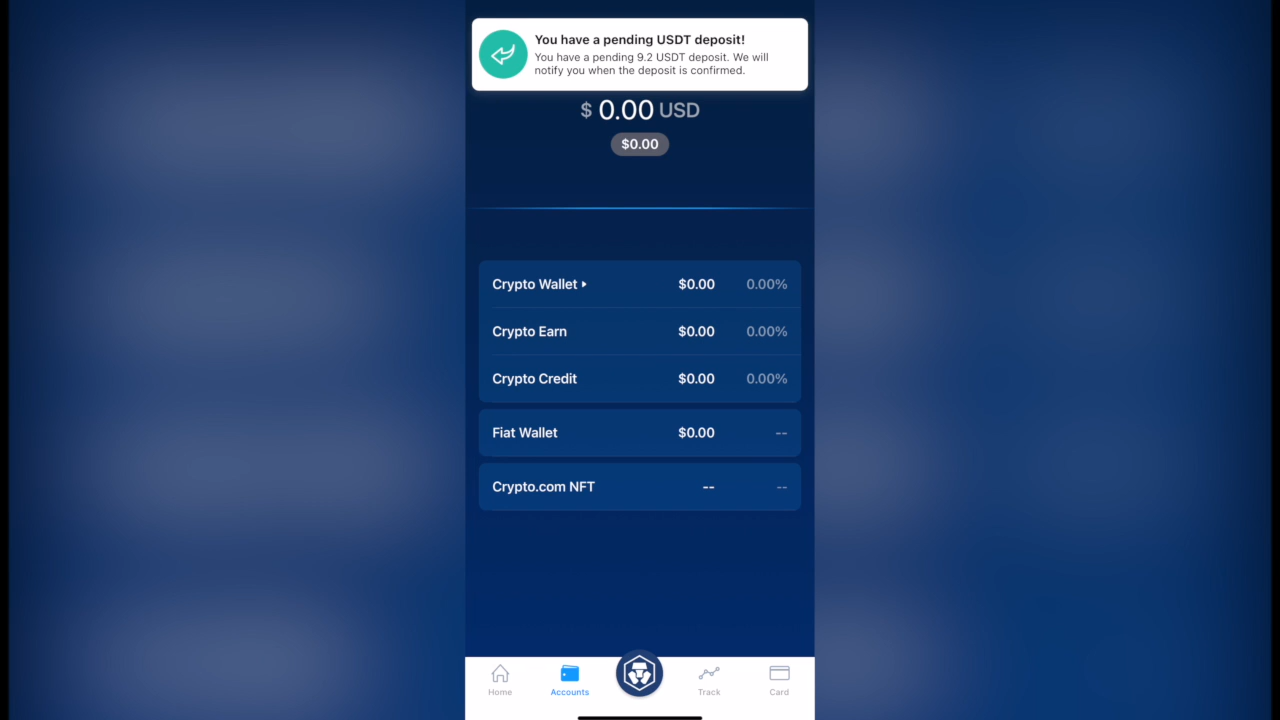 You have a pending USDT deposit!
You have a pending 9.2 USDT deposit. We will
notify you when the deposit is confirmed.
$ 0.00 USD
$0.00
Crypto Wallet $0.00 0.00%
Crypto Earn $0.00 0.00%
Crypto Credit $0.00 0.00%
Fiat Wallet $0.00 --
Crypto.com NFT -- --
Home Accounts Track Card